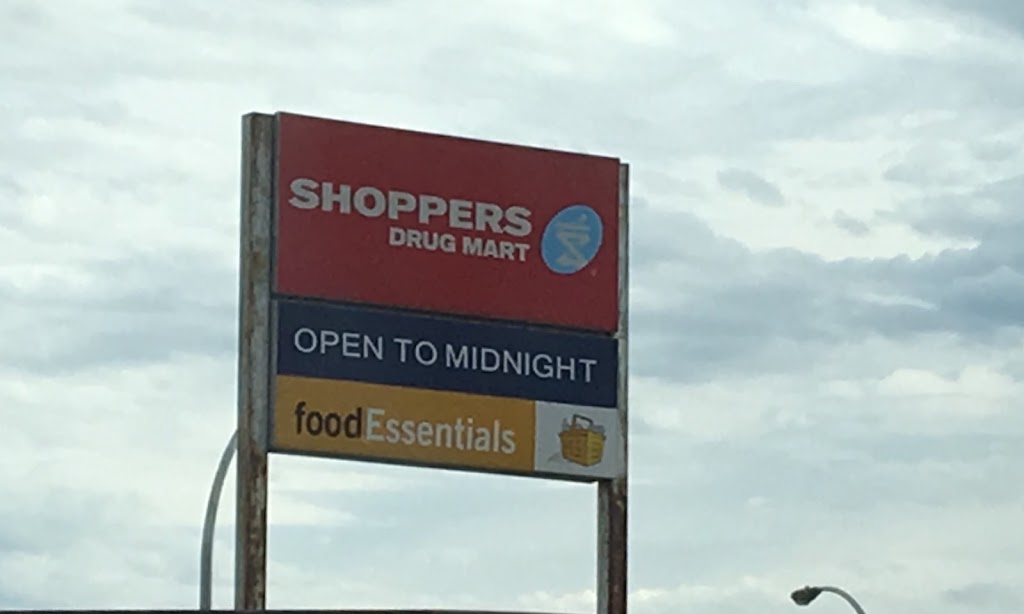 SHOPPERS
DRUG MART
OPEN TO MIDNIGHT
foodEssentials